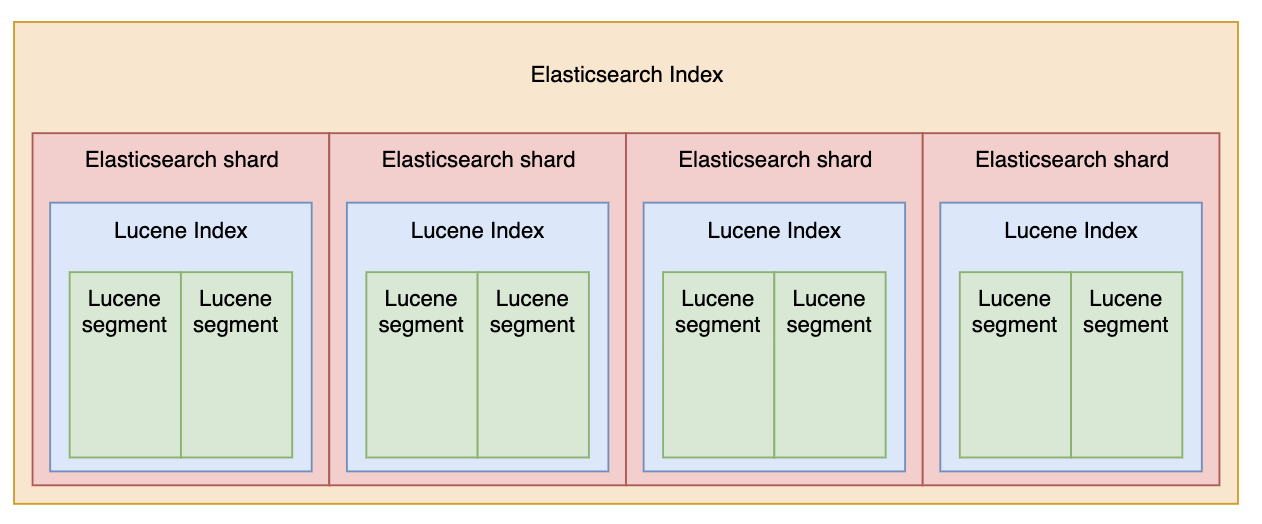 Elasticsearch Index
Elasticsearch shard
Elasticsearch shard
Elasticsearch shard
Elasticsearch shard
Lucene Index
Lucene Index
Lucene Index
Lucene Index
Lucene
segment
Lucene
segment
Lucene
segment
Lucene
segment
Lucene
segment
Lucene
segment
Lucene
segment
Lucene
segment